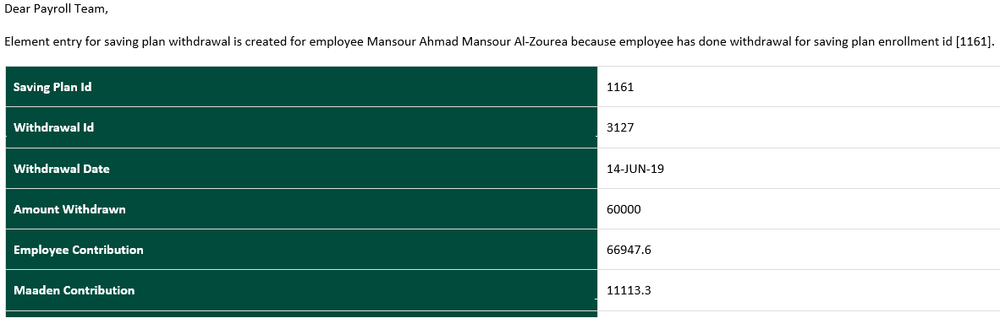 Dear Payroll Team,
Element entry for saving plan withdrawal is created for employee Mansour Ahmad Mansour Al-Zourea because employee has done withdrawal for saving plan enrollment id [1161].
Saving Plan Id 1161
Withdrawal Id 3127
Withdrawal Date 14-JUN-19
Amount Withdrawn 60000
Employee Contribution 66947.6
Maaden Contribution 11113.3